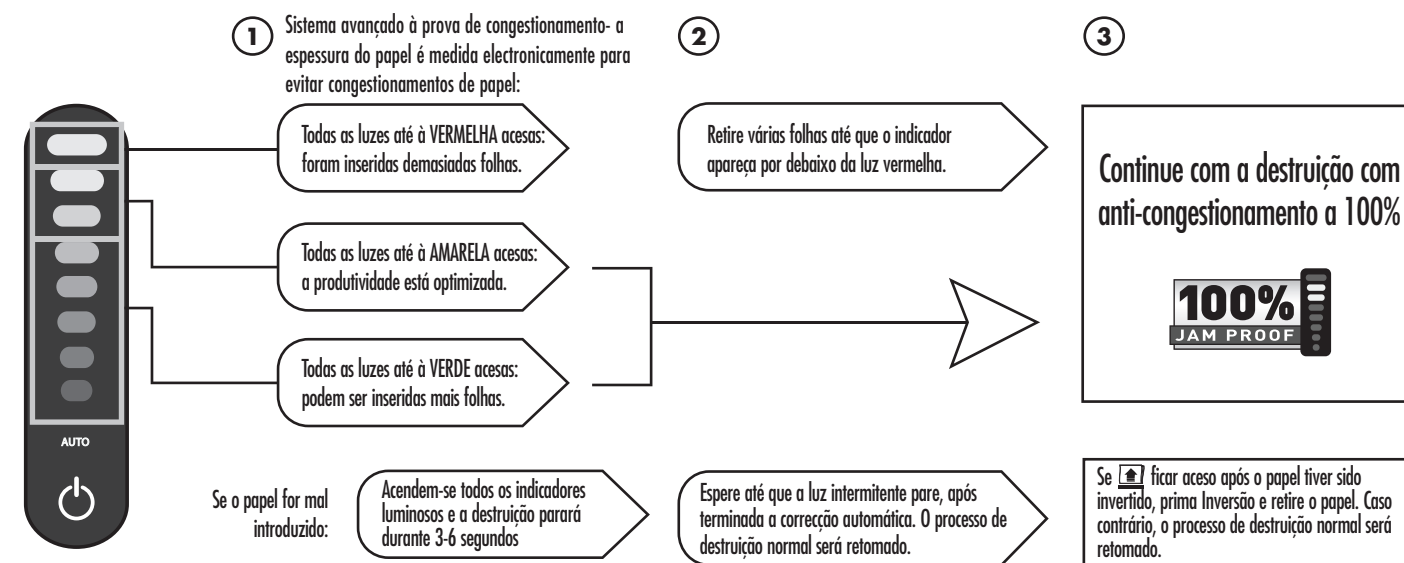 1
Sistema avançado à prova de congestionamento- a
espessura do papel é medida electronicamente para
evitar congestionamentos de papel:
2
3
Todas as luzes até à VERMELHA acesas:
foram inseridas demasiadas folhas.
Retire várias folhas até que o indicador
apareça por debaixo da luz vermelha.
Continue com a destruição com
anti-congestionamento a 100%
Todas as luzes até à AMARELA acesas:
a produtividade está optimizada.
100%
JAM PROOF
Todas as luzes até à VERDE acesas:
podem ser inseridas mais folhas.
AUTO
Se o papel for mal
introduzido:
Acendem-se todos os indicadores
luminosos e a destruição parará
durante 3-6 segundos
Espere até que a luz intermitente pare, após
terminada a correcção automática. O processo de
destruição normal será retomado.
Se ficar aceso após o papel tiver sido
invertido, prima Inversão e retire o papel. Caso
contrário, o processo de destruição normal será
retomado.